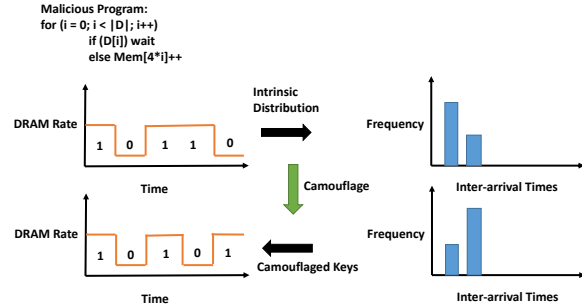 Malicious Program:
for (i = 0; i < |D|; i++)
if (D[i]) wait
else Mem[4*i]++
Intrinsic
Distribution
DRAM Rate
1 0 1 1 0
Time
Frequency
Inter-arrival Times
Camouflage
DRAM Rate
1 0 1 0 1
Time
Camouflaged Keys
Frequency
Inter-arrival Times